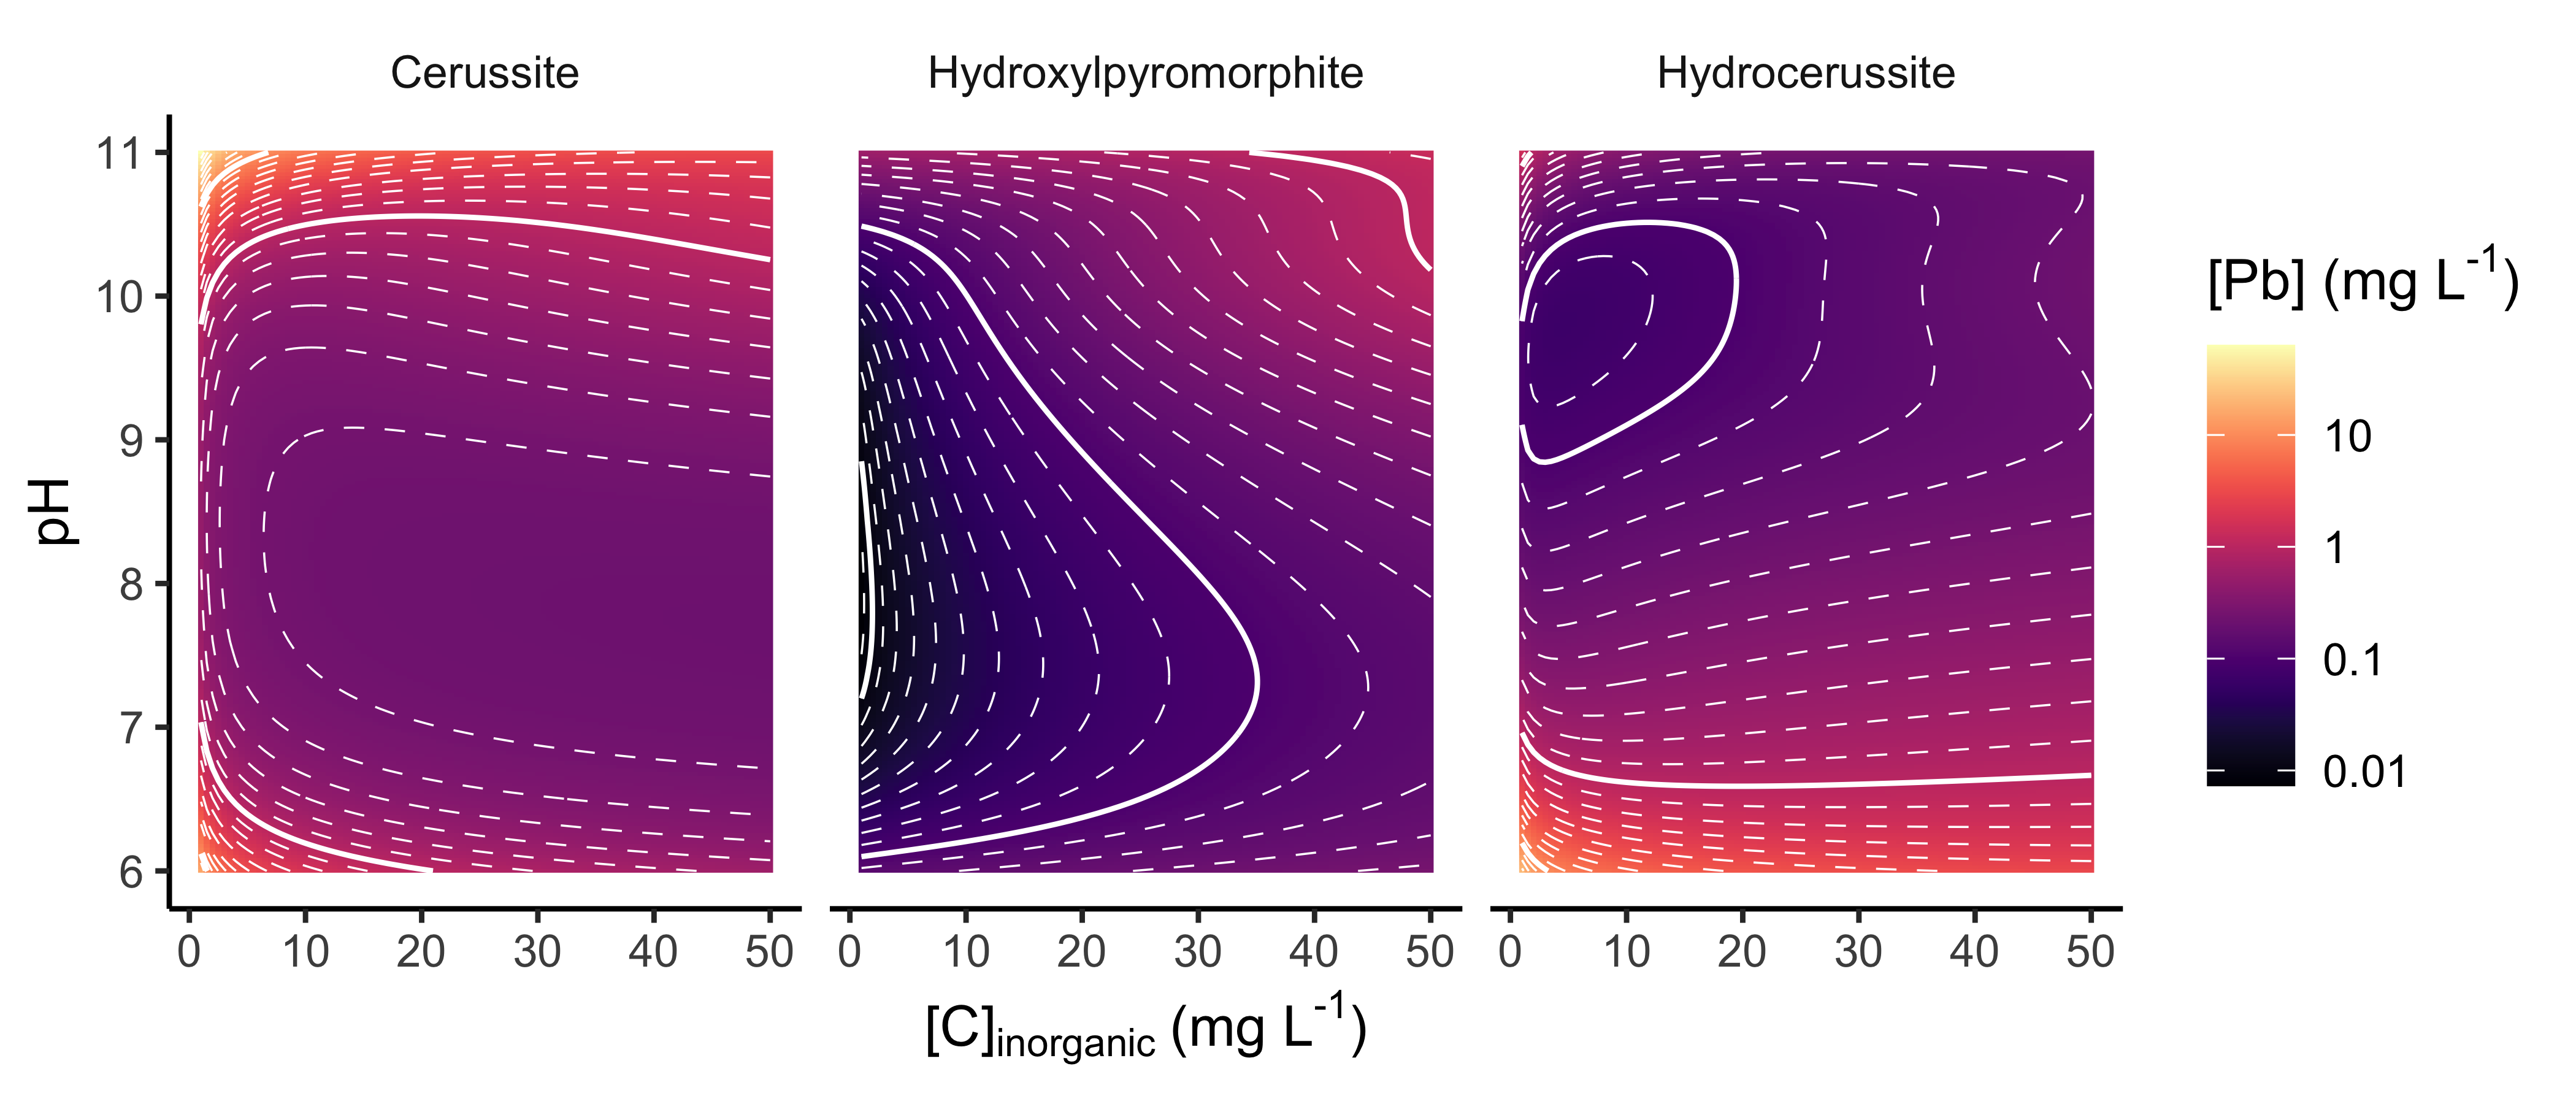 Cerussite Hydroxylpyromorphite Hydrocerussite
11
10
9
8
7
6
pH
0 10 20 30 40 50 0 10 20 30 40 50 0 10 20 30 40 50
[C]inorganic (mg L-1)
[Pb] (mg L-1)
10
1
0.1
0.01